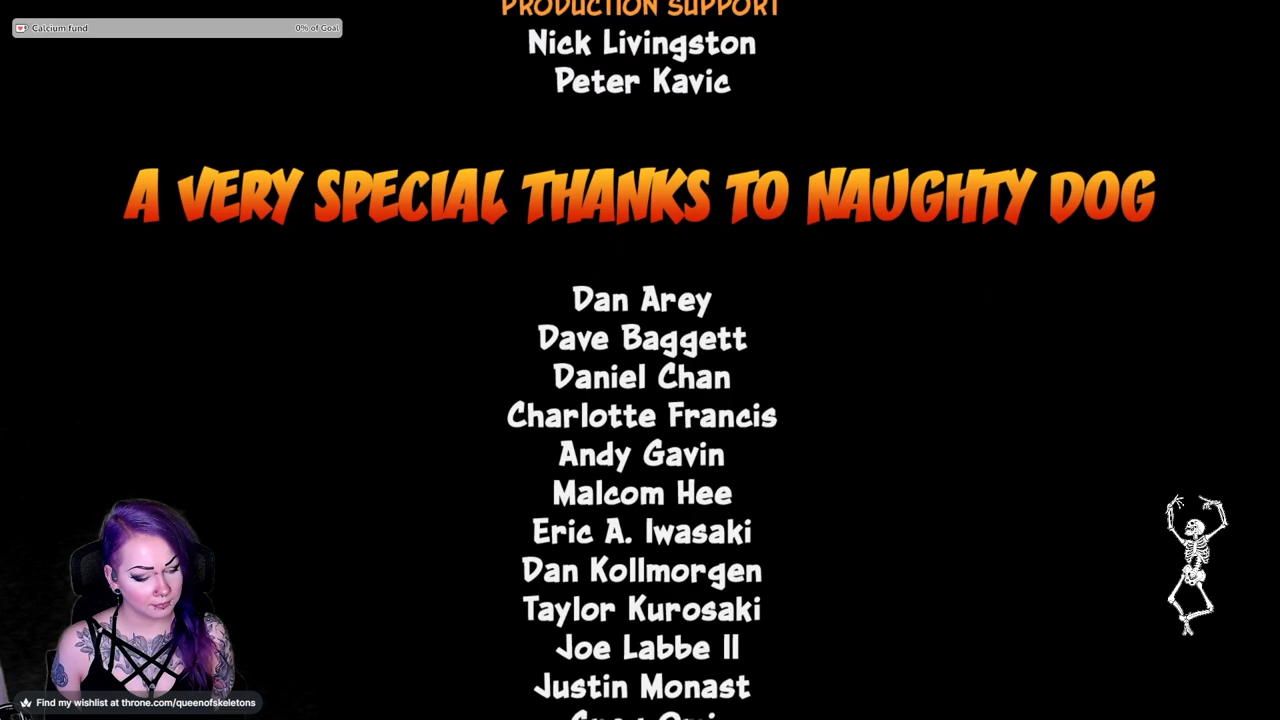 PRODUCTION SUPPORT
Calcium fund
0% of Goal
Nick Livingston
Peter Kavic
A VERY SPECIAL THANKS TO NAUGHTY DOG
Dan Arey
Dave Baggett
Daniel Chan
Charlotte Francis
Andy Gavin
Malcom Hee
Eric A. Iwasaki
Dan Kollmorgen
Taylor Kurosaki
Joe Labbe II
Justin Monast
Find my wishlist at throne.com/queenofskeletons